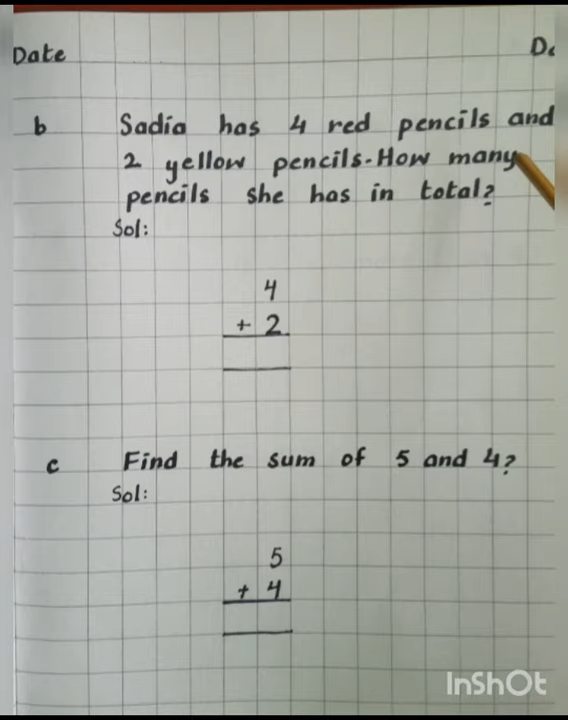 Date
b Sadia has 4 red pencils and
2 yellow pencils. How many
pencils she has in total?
Sol:
4
+ 2
c Find the sum of 5 and 4?
Sol:
5
+ 4
InShOt